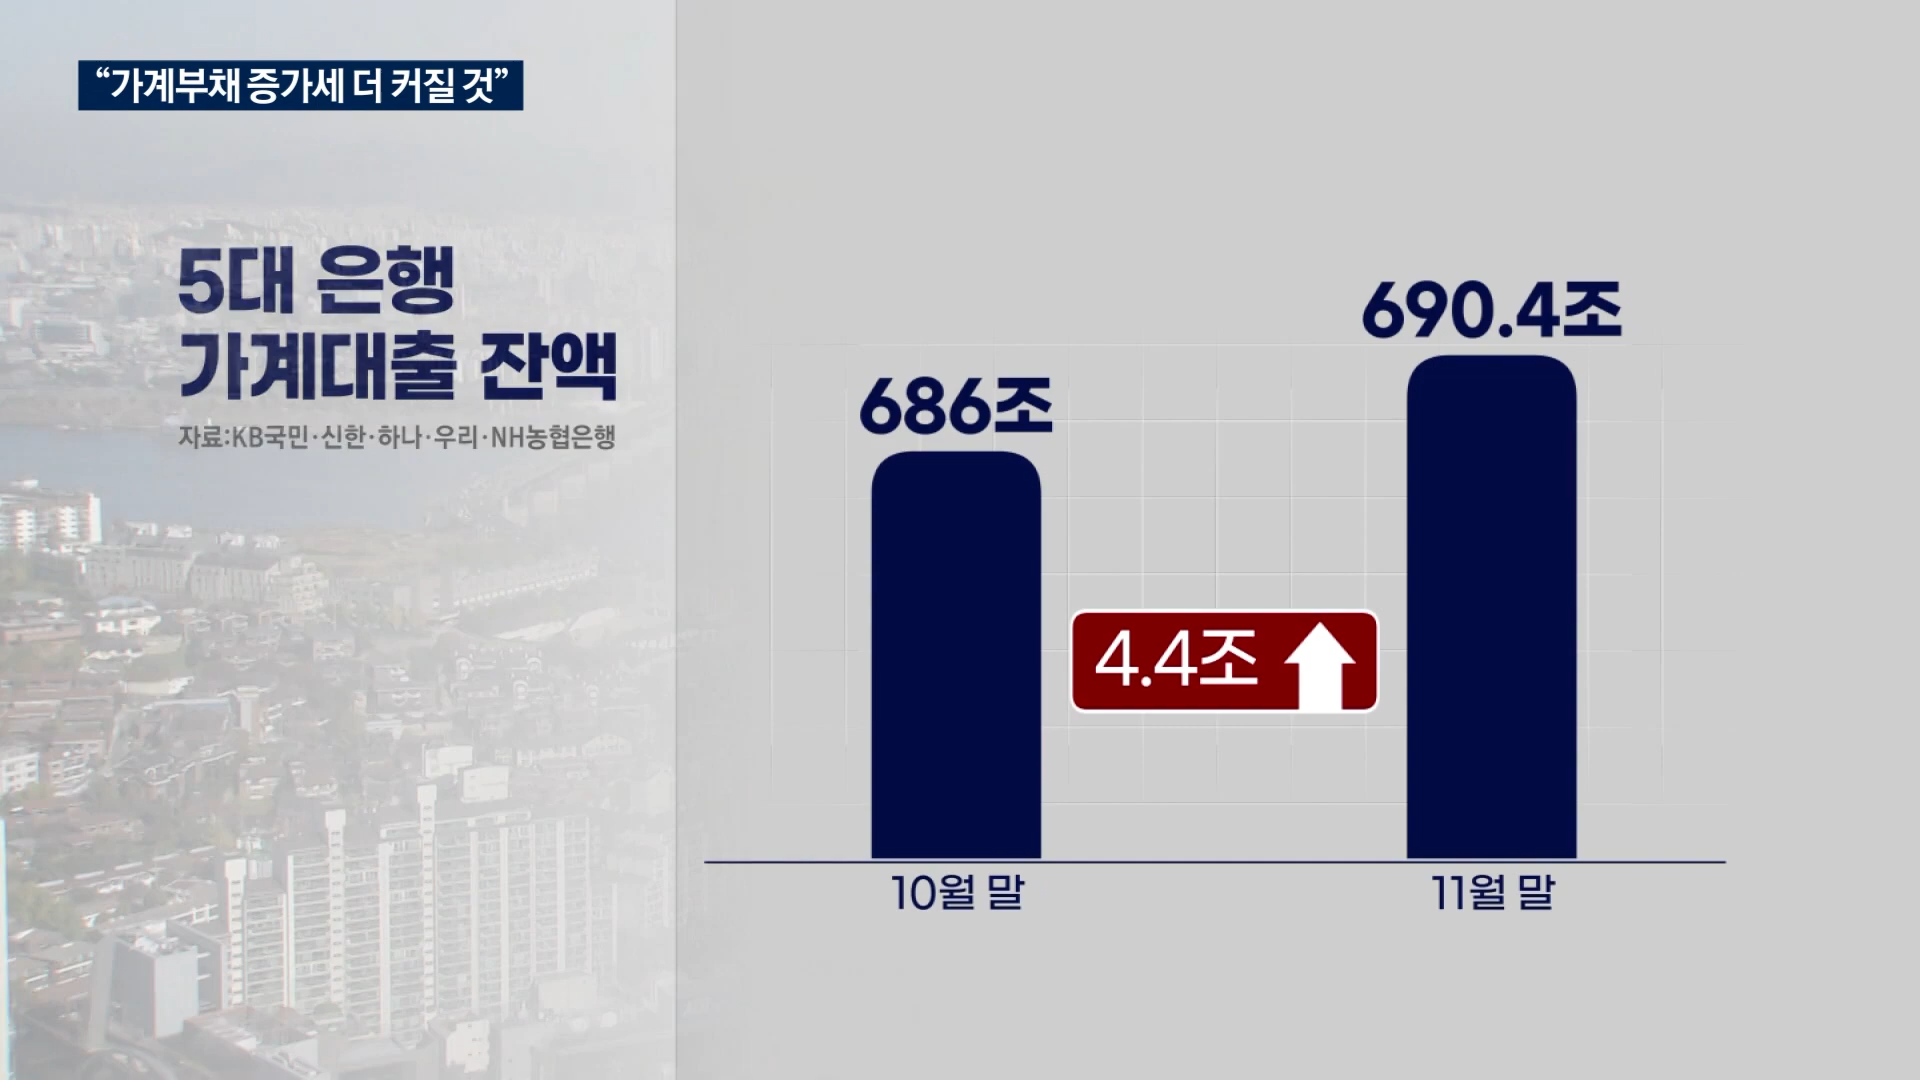 “가계부채 증가세 더 커질 것”
5대 은행
가계대출 잔액
자료:KB국민·신한·하나·우리·NH농협은행
686조
690.4조
4.4조
10월 말
11월 말